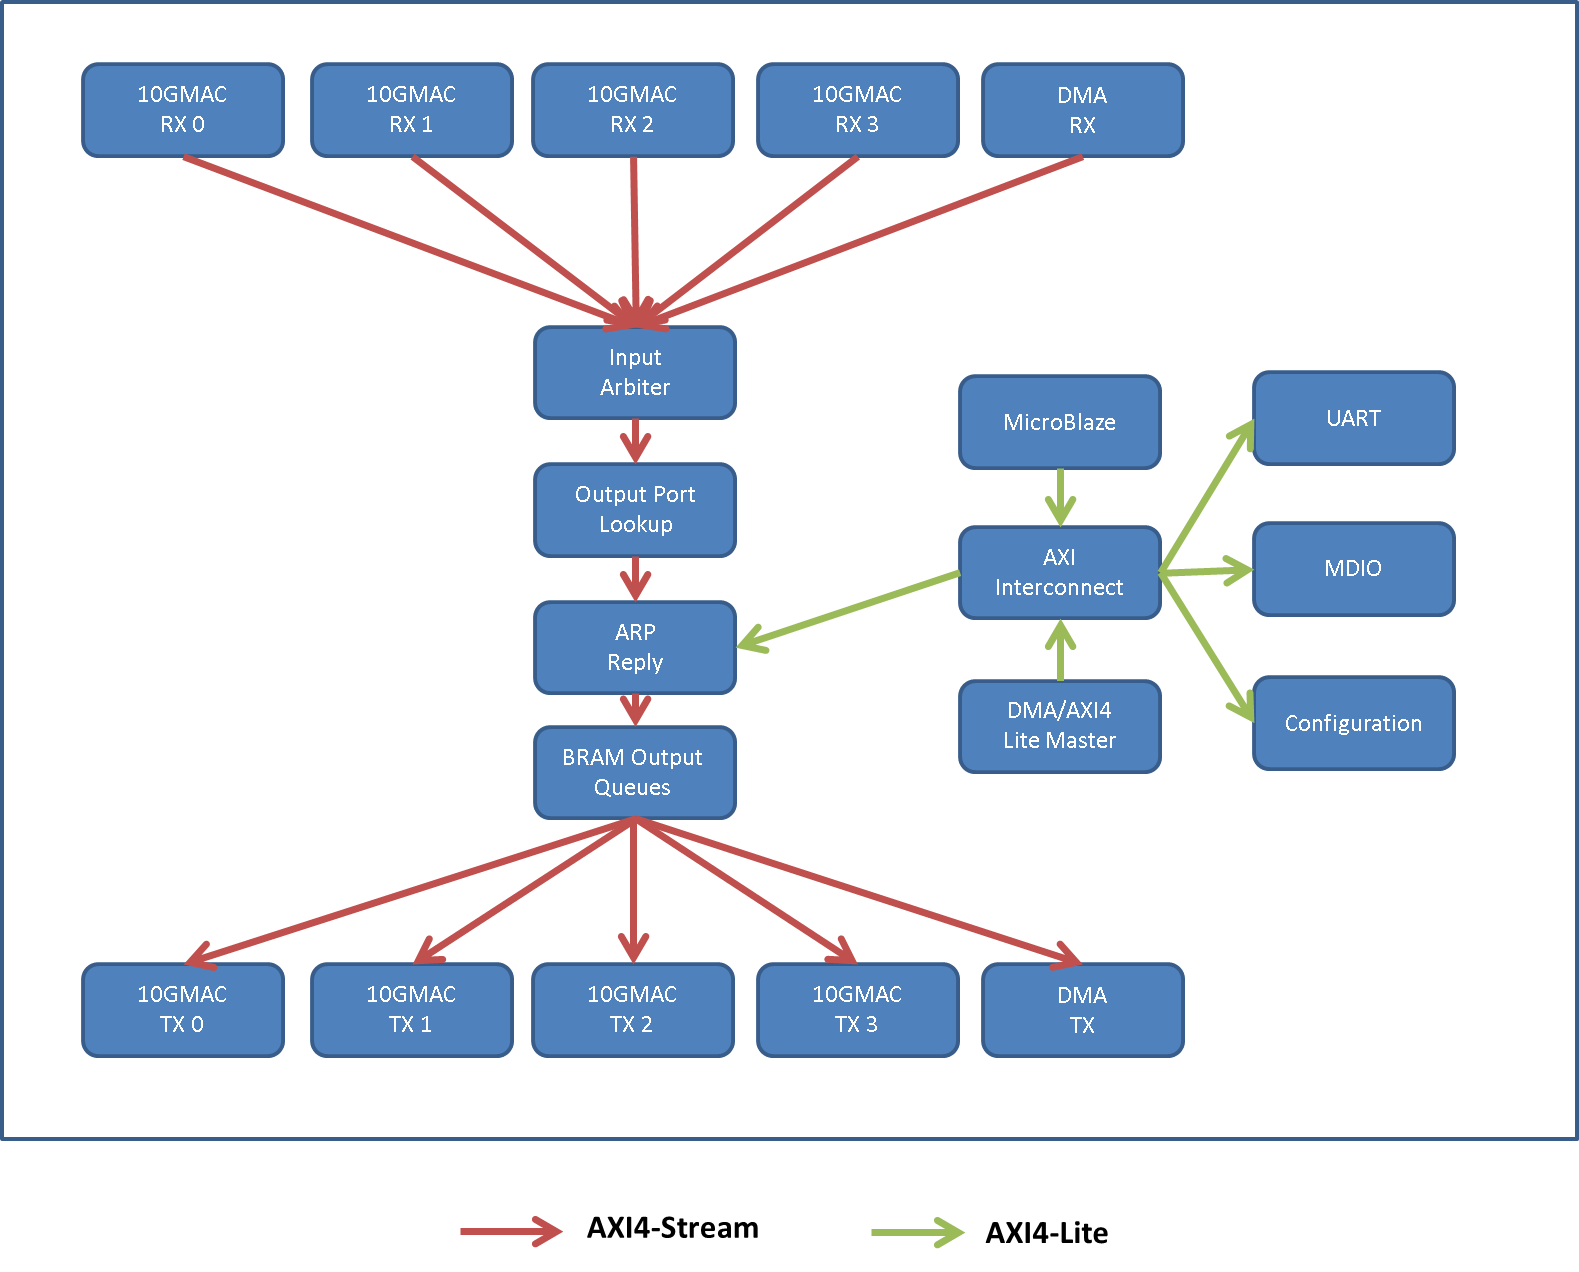 10GMAC
RX 0
10GMAC
RX 1
10GMAC
RX 2
10GMAC
RX 3
DMA
RX
Input
Arbiter
Output Port
Lookup
ARP
Reply
BRAM Output
Queues
MicroBlaze
AXI
Interconnect
DMA/AXI4
Lite Master
UART
MDIO
Configuration
10GMAC
TX 0
10GMAC
TX 1
10GMAC
TX 2
10GMAC
TX 3
DMA
TX
AXI4-Stream
AXI4-Lite